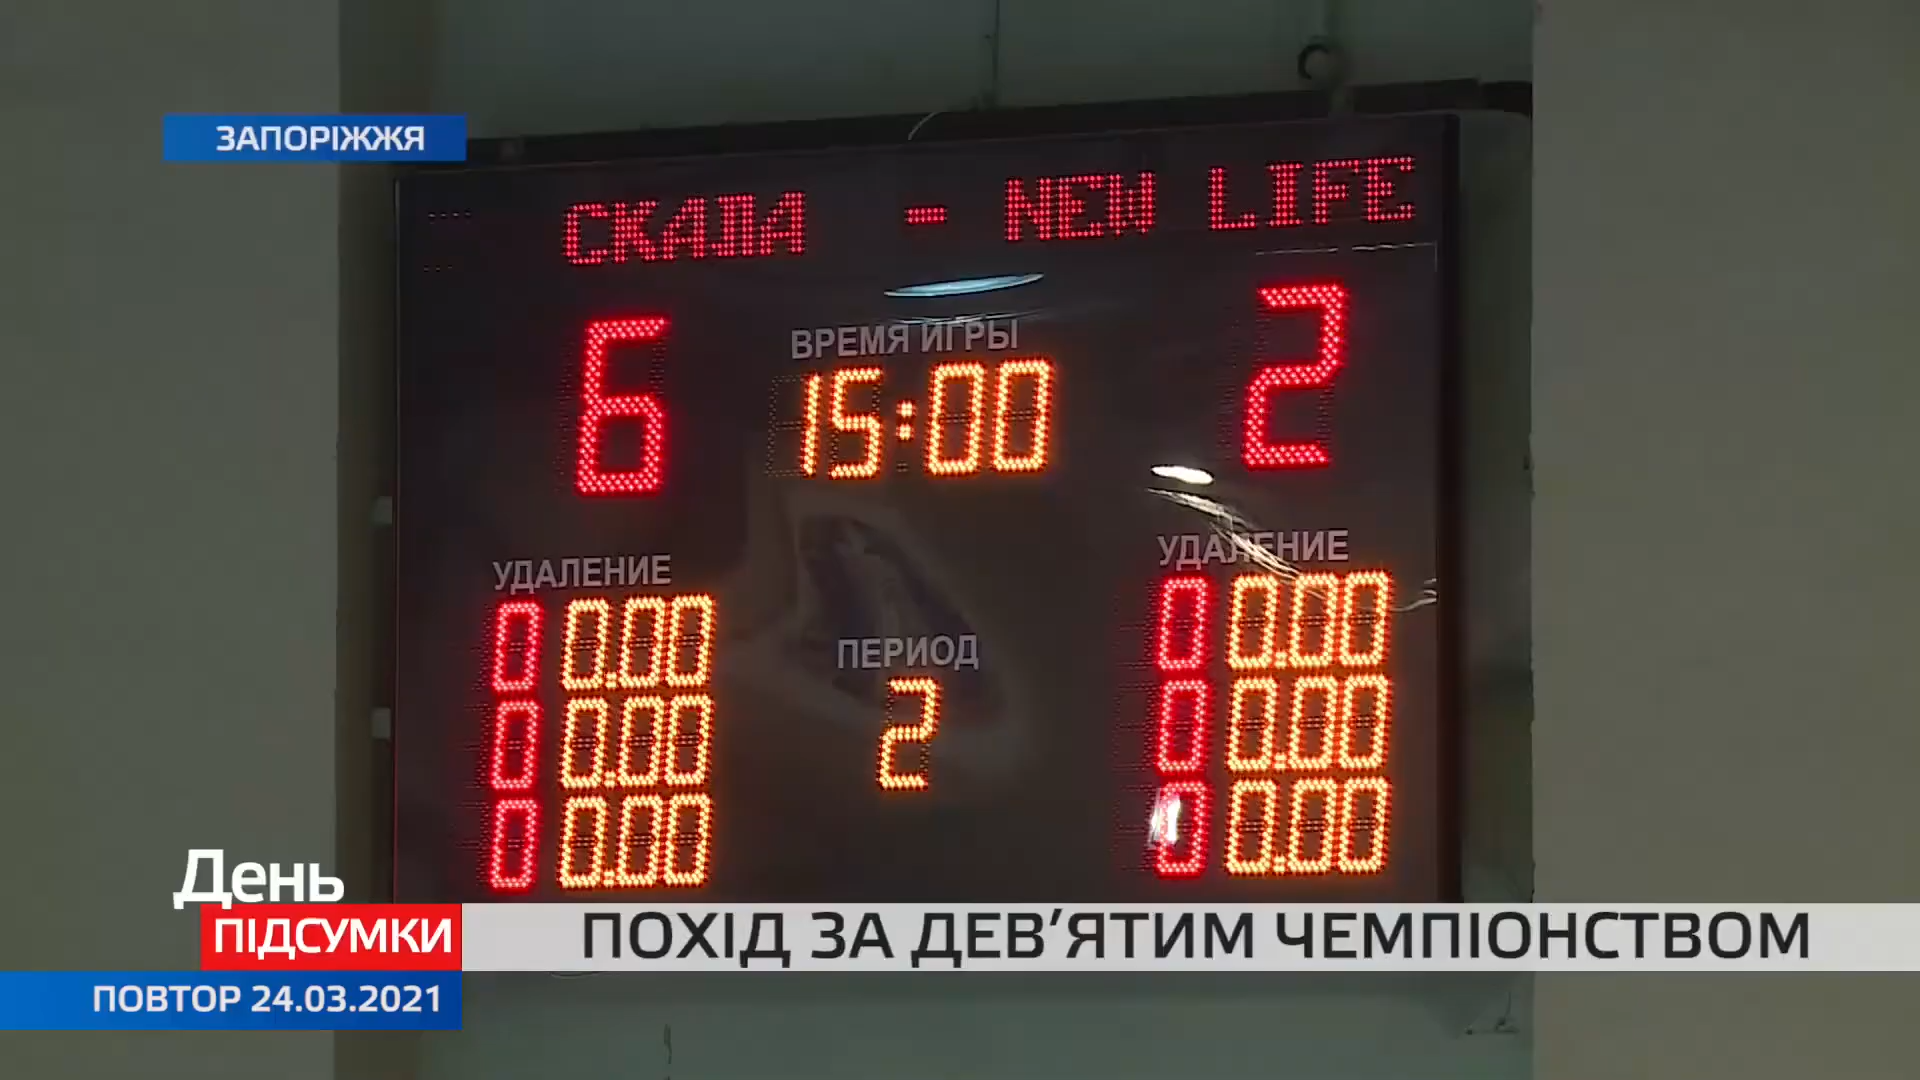 ЗАПОРІЖЖЯ
СКАЛА - NEW LIFE
6
ВРЕМЯ ИГРЫ
15:00
2
УДАЛЕНИЕ
0 0.00
0 0.00
0 0.00
ПЕРИОД
2
УДАЛЕНИЕ
0 0.00
0 0.00
0 0.00
День
ПІДСУМКИ
ПОХІД ЗА ДЕВ’ЯТИМ ЧЕМПІОНСТВОМ
ПОВТОР 24.03.2021